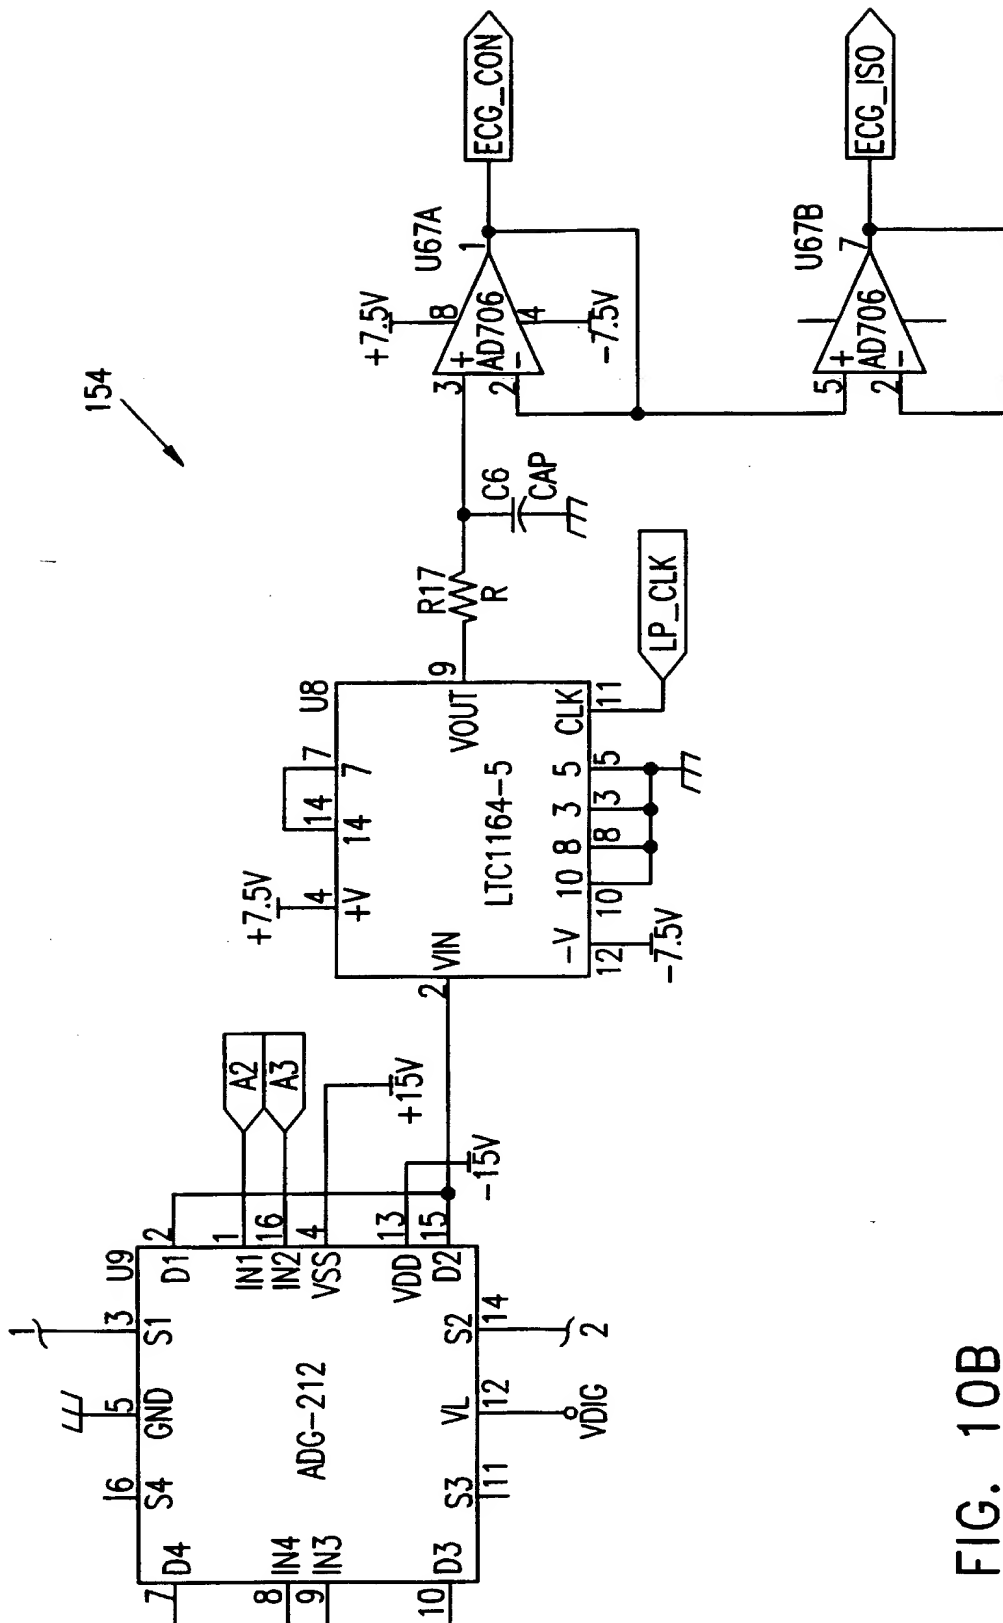 154
1
3
S1
5
GND
6
S4
7
D4
8
IN4
9
IN3
10
D3
ADG-212
U9
2
D1
1
IN1
16
IN2
4
VSS
13
VDD
15
D2
S2
14
2
VL
12
VDIG
S3
11
A2
A3
+15V
-15V
2
VIN
+7.5V
4
+V
14
14
7
7
U8
LTC1164-5
VOUT
9
-V
12
-7.5V
10
10
8
8
3
3
5
5
CLK
11
LP_CLK
R17
R
C6
CAP
+7.5V
8
U67A
3
+
AD706
2
-
4
-7.5V
1
ECG_CON
U67B
5
+
AD706
2
-
7
ECG_ISO
FIG. 10B